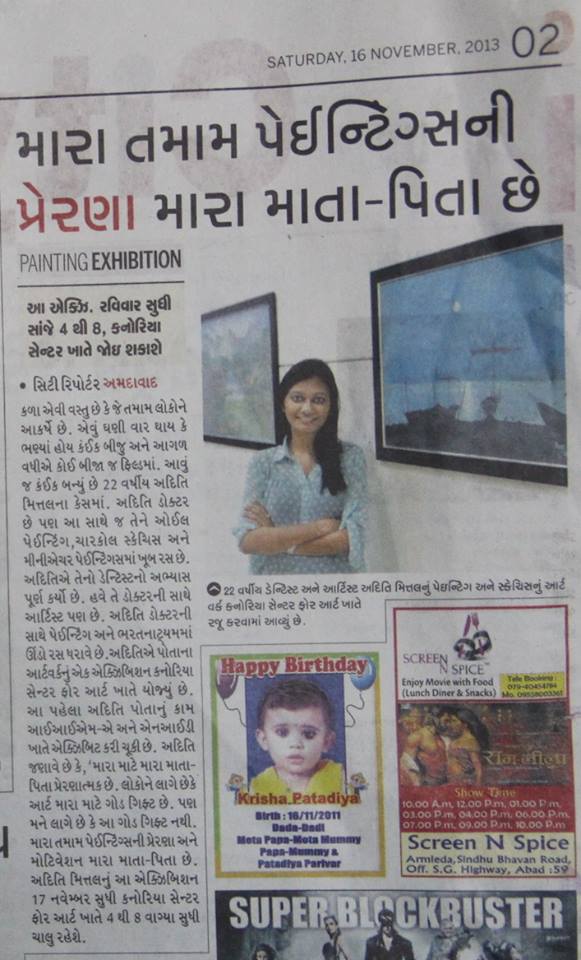 SATURDAY, 16 NOVEMBER, 2013 02
મારા તમામ પેઈન્ટિંગ્સની
પ્રેરણા મારા માતા-પિતા છે
PAINTING EXHIBITION
આ એક્ઝિ. રવિવાર સુધી
સાંજે 4 થી 8, કનોરિયા
સેન્ટર ખાતે જોઇ શકાશે
• સિટી રિપોર્ટર અમદાવાદ
કળા એવી વસ્તુ છે કે જે તમામ લોકોને
આકર્ષે છે. એવું ઘણી વાર થાય કે
ભણ્યાં હોય કંઈક બીજુ અને આગળ
વધીએ કોઈ બીજા જ ફિલ્ડમાં. આવું
જ કંઈક બન્યું છે 22 વર્ષીય અદિતિ
મિત્તલના કેસમાં. અદિતિ ડોક્ટર
છે પણ આ સાથે જ તેને ઓઈલ
પેઈન્ટિંગ,ચારકોલ સ્કેચિસ અને
મીનીએચર પેઈન્ટિંગસમાં ખૂબ રસ છે.
અદિતિએ તેનો ડેન્ટિસ્ટનો અભ્યાસ
પૂર્ણ કર્યો છે. હવે તે ડોક્ટરની સાથે
આર્ટિસ્ટ પણ છે. અદિતિ ડોક્ટરની
સાથે પેઈન્ટિંગ અને ભરતનાટ્યમમાં
ઊંડો રસ ધરાવે છે. અદિતિએ પોતાના
આર્ટવર્કનું એક એક્ઝિબિશન કનોરિયા
સેન્ટર ફોર આર્ટ ખાતે યોજ્યું છે.
આ પહેલા અદિતિ પોતાનું કામ
આઈઆઈએમ-એ અને એનઆઈડી
ખાતે એક્ઝિબિટ કરી ચૂકી છે. અદિતિ
જણાવે છે કે, 'મારા માટે મારા માતા-
પિતા પ્રેરણાત્મક છે. લોકોને લાગે છેકે
આર્ટ મારા માટે ગોડ ગિફ્ટ છે. પણ
મને લાગે છે કે આ ગોડ ગિફ્ટ નથી.
મારા તમામ પેઈન્ટિંગ્સની પ્રેરણા અને
મોટિવેશન મારા માતા-પિતા છે.
અદિતિ મિત્તલનું આ એક્ઝિબિશન
17 નવેમ્બર સુધી કનોરિયા સેન્ટર
ફોર આર્ટ ખાતે 4 થી 8 વાગ્યા સુધી
ચાલુ રહેશે.
22 વર્ષીય ડેન્ટિસ્ટ અને આર્ટિસ્ટ અદિતિ મિત્તલનું પેઇન્ટિંગ અને સ્કેચિસનું આર્ટ
વર્ક કનોરિયા સેન્ટર ફોર આર્ટ ખાતે
રજૂ કરવામાં આવ્યું છે.
Happy Birthday
Krisha Patadiya
Birth : 16/11/2011
Dada-Dadi
Mota Papa-Mota Mummy
Papa-Mummy &
Patadiya Parivar
SCREEN
N SPICE™
Enjoy Movie with Food
(Lunch Diner & Snacks)
Tele Booking :
079-40454784
Mo. 09558003361
રામ-લીલા
Show Time
10.00 A.m, 12.00 P.m, 01.00 P.m,
03.00 P.m, 04.00 P.m, 06.00 P.m.
07.00 P.m, 09.00 P.m, 10.00 P.m
Screen N Spice
Armieda,Sindhu Bhavan Road,
Off. S.G. Highway, Abad :59
SUPER BLOCKBUSTER